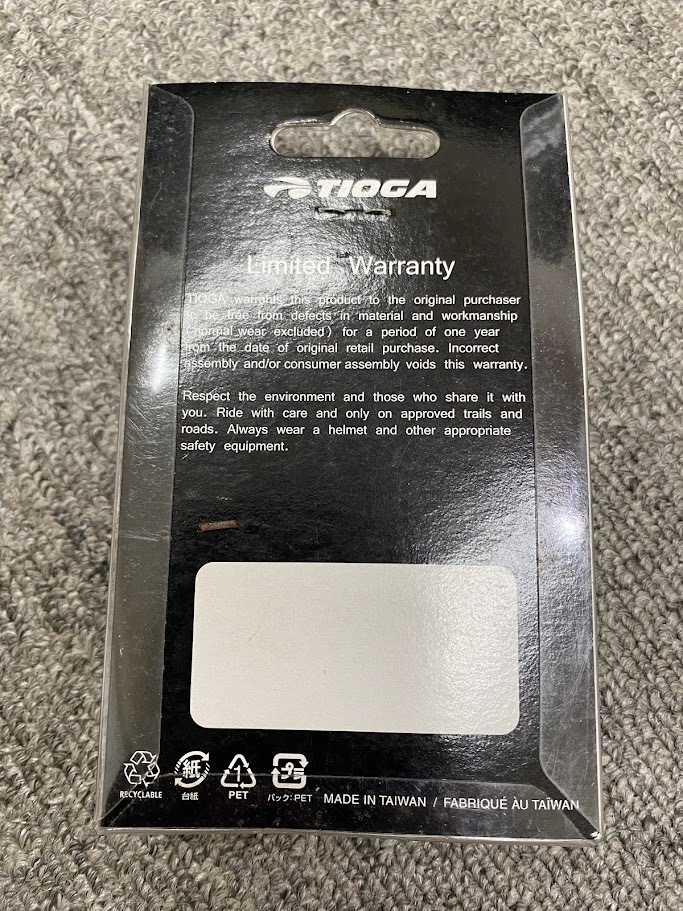 TIOGA
Limited Warranty
TIOGA warrants this product to the original purchaser
to be free from defects in material and workmanship
(normal wear excluded) for a period of one year
from the date of original retail purchase. Incorrect
assembly and/or consumer assembly voids this warranty.
Respect the environment and those who share it with
you. Ride with care and only on approved trails and
roads. Always wear a helmet and other appropriate
safety equipment.
RECYCLABLE
紙
台紙
1
PET
プラ
パック:PET
MADE IN TAIWAN / FABRIQUÉ ÀU TAÏWAN